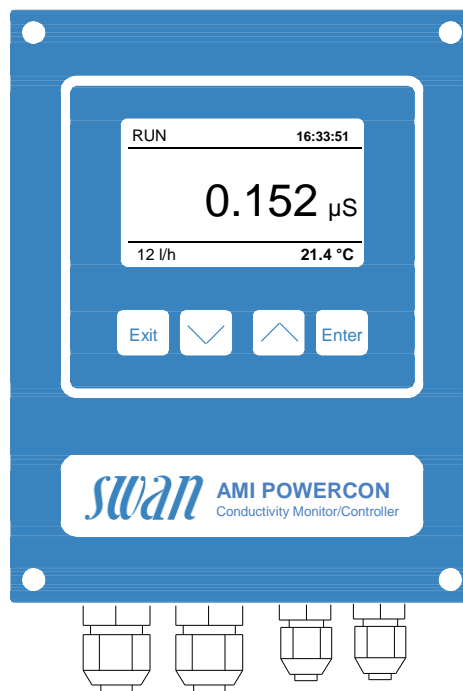 RUN 16:33:51
0.152 µS
12 l/h 21.4 °C
Exit Enter
swan AMI POWERCON
Conductivity Monitor/Controller